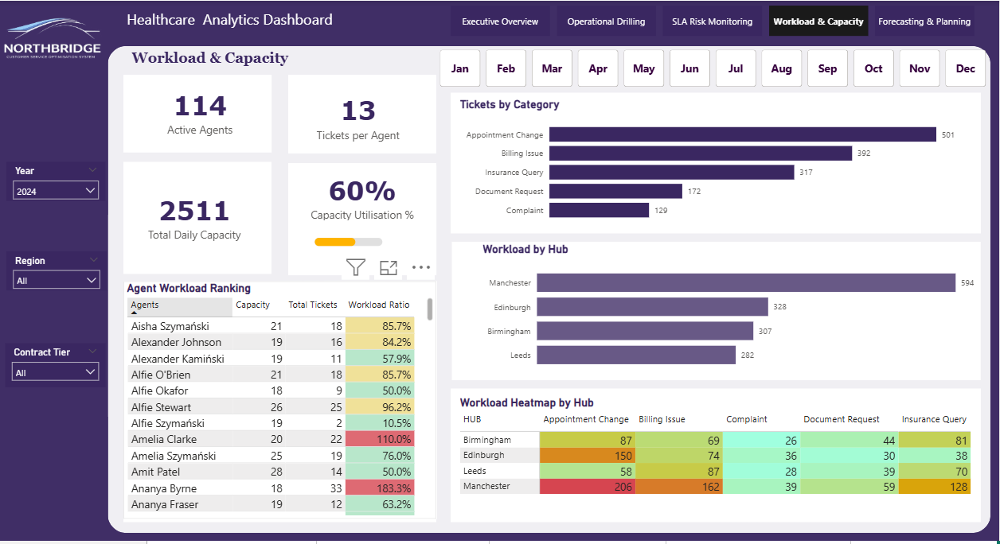 Healthcare Analytics Dashboard
Executive Overview
Operational Drilling
SLA Risk Monitoring
Workload & Capacity
Forecasting & Planning
NORTHBRIDGE
CUSTOMER SERVICE OPTIMISATION SYSTEM
Workload & Capacity
Jan Feb Mar Apr May Jun Jul Aug Sep Oct Nov Dec
Year
2024
Region
All
Contract Tier
All
114
Active Agents
13
Tickets per Agent
2511
Total Daily Capacity
60%
Capacity Utilisation %
Agent Workload Ranking
Agents Capacity Total Tickets Workload Ratio
Aisha Szymański 21 18 85.7%
Alexander Johnson 19 16 84.2%
Alexander Kamiński 19 11 57.9%
Alfie O'Brien 21 18 85.7%
Alfie Okafor 18 9 50.0%
Alfie Stewart 26 25 96.2%
Alfie Szymański 19 2 10.5%
Amelia Clarke 20 22 110.0%
Amelia Szymański 25 19 76.0%
Amit Patel 28 14 50.0%
Ananya Byrne 18 33 183.3%
Ananya Fraser 19 12 63.2%
Tickets by Category
Appointment Change 501
Billing Issue 392
Insurance Query 317
Document Request 172
Complaint 129
Workload by Hub
Manchester 594
Edinburgh 328
Birmingham 307
Leeds 282
Workload Heatmap by Hub
HUB Appointment Change Billing Issue Complaint Document Request Insurance Query
Birmingham 87 69 26 44 81
Edinburgh 150 74 36 30 38
Leeds 58 87 28 39 70
Manchester 206 162 39 59 128